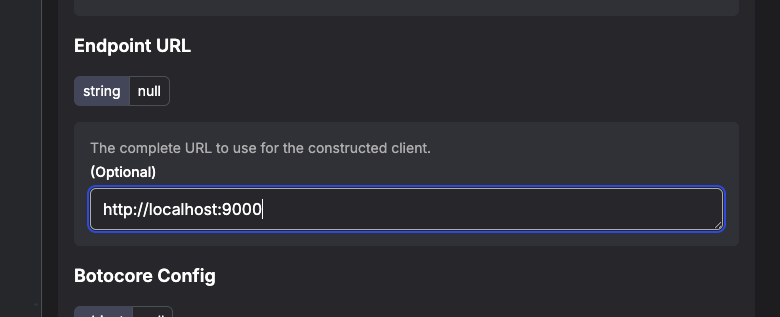 Endpoint URL
string null
The complete URL to use for the constructed client.
(Optional)
http://localhost:9000
Botocore Config